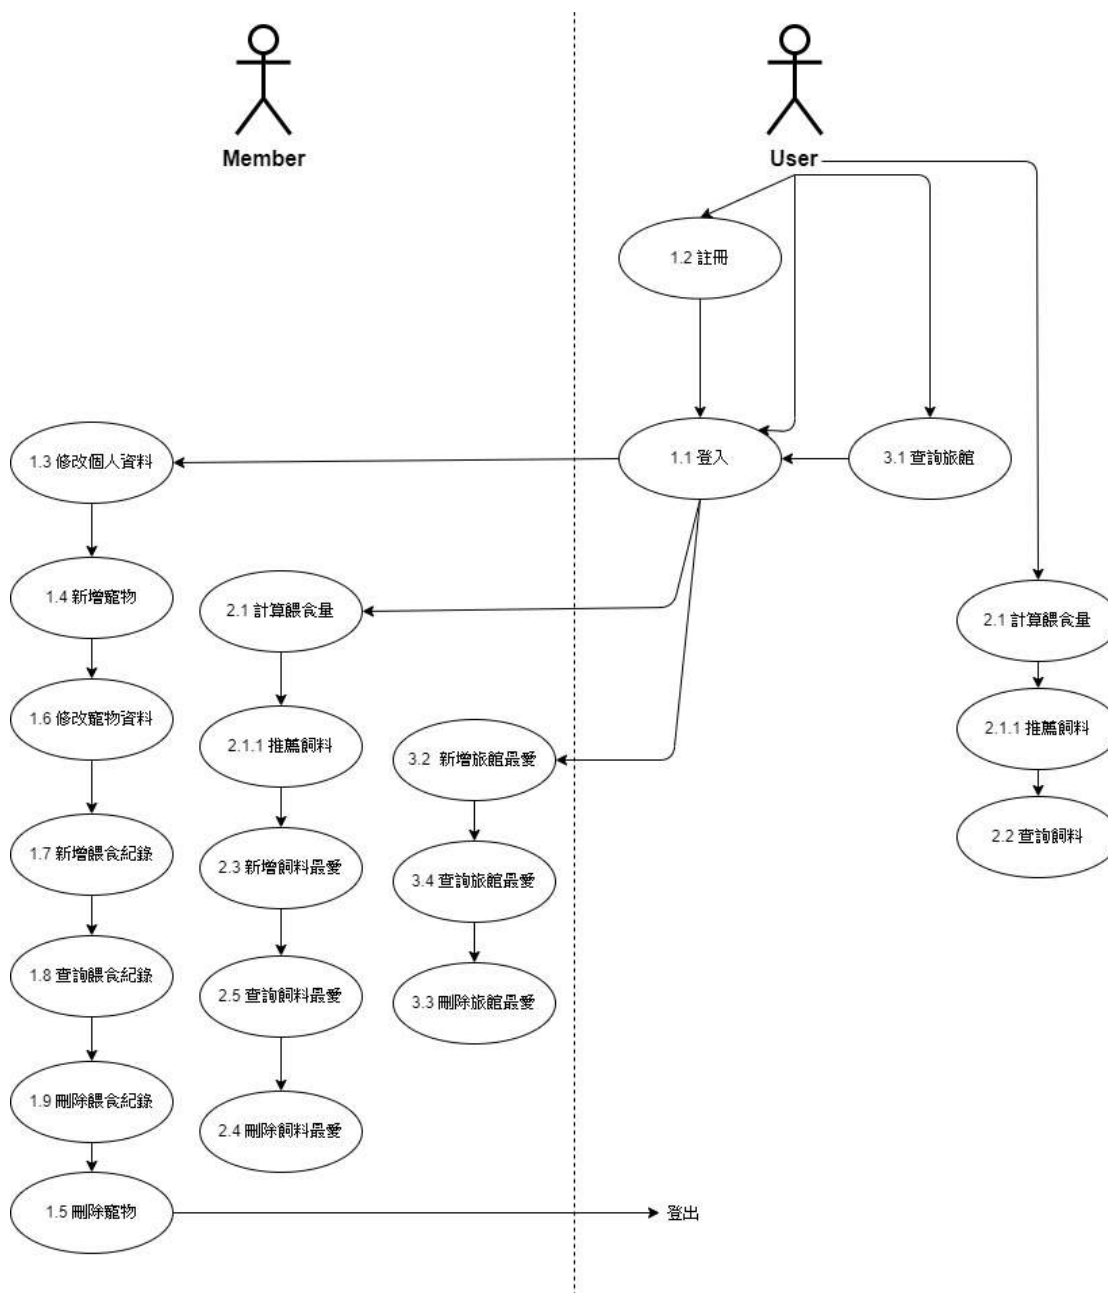 Member
User
1.2 註冊
1.3 修改個人資料
1.1 登入
3.1 查詢旅館
1.4 新增寵物
2.1 計算餵食量
2.1 計算餵食量
1.6 修改寵物資料
2.1.1 推薦飼料
3.2 新增旅館最愛
2.1.1 推薦飼料
2.2 查詢飼料
1.7 新增餵食紀錄
2.3 新增飼料最愛
3.4 查詢旅館最愛
1.8 查詢餵食紀錄
2.5 查詢飼料最愛
3.3 刪除旅館最愛
1.9 刪除餵食紀錄
2.4 刪除飼料最愛
1.5 刪除寵物
登出